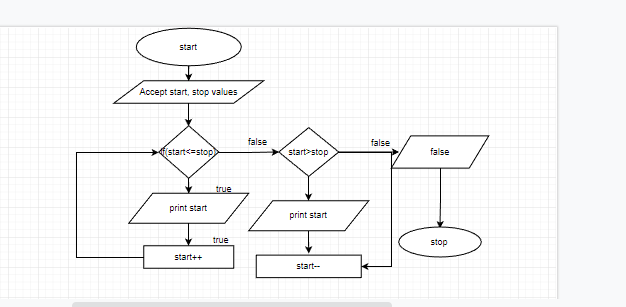 start
Accept start, stop values
if(start<=stop)
false
start>stop
false
false
true
print start
print start
true
start++
start--
stop